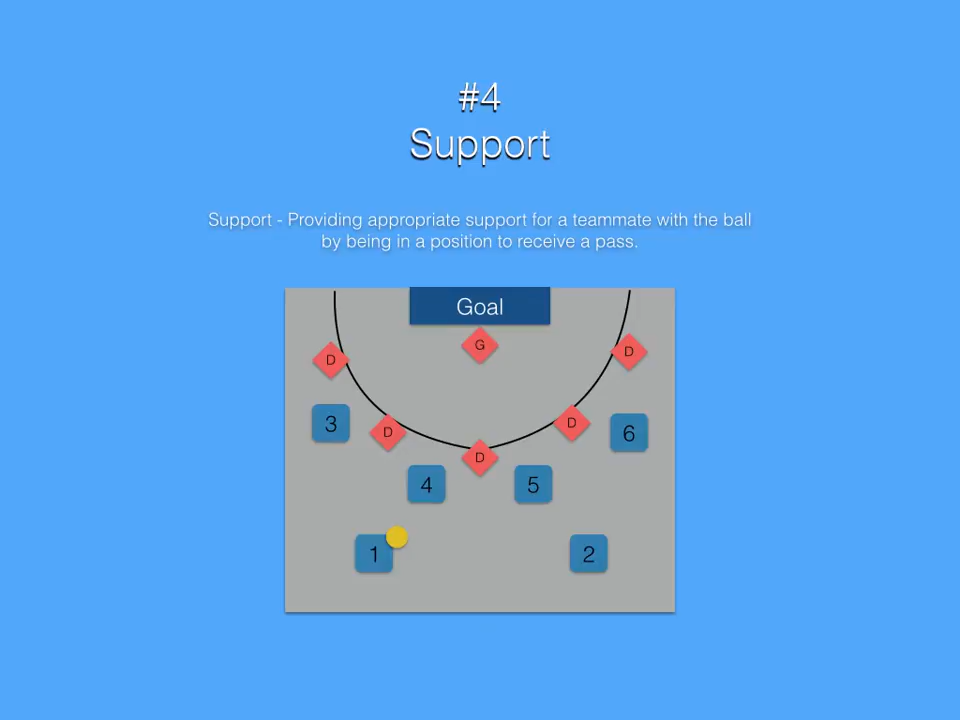 #4
Support
Support - Providing appropriate support for a teammate with the ball
by being in a position to receive a pass.
Goal
G
D
D
3
D
D
6
D
4
5
1
2